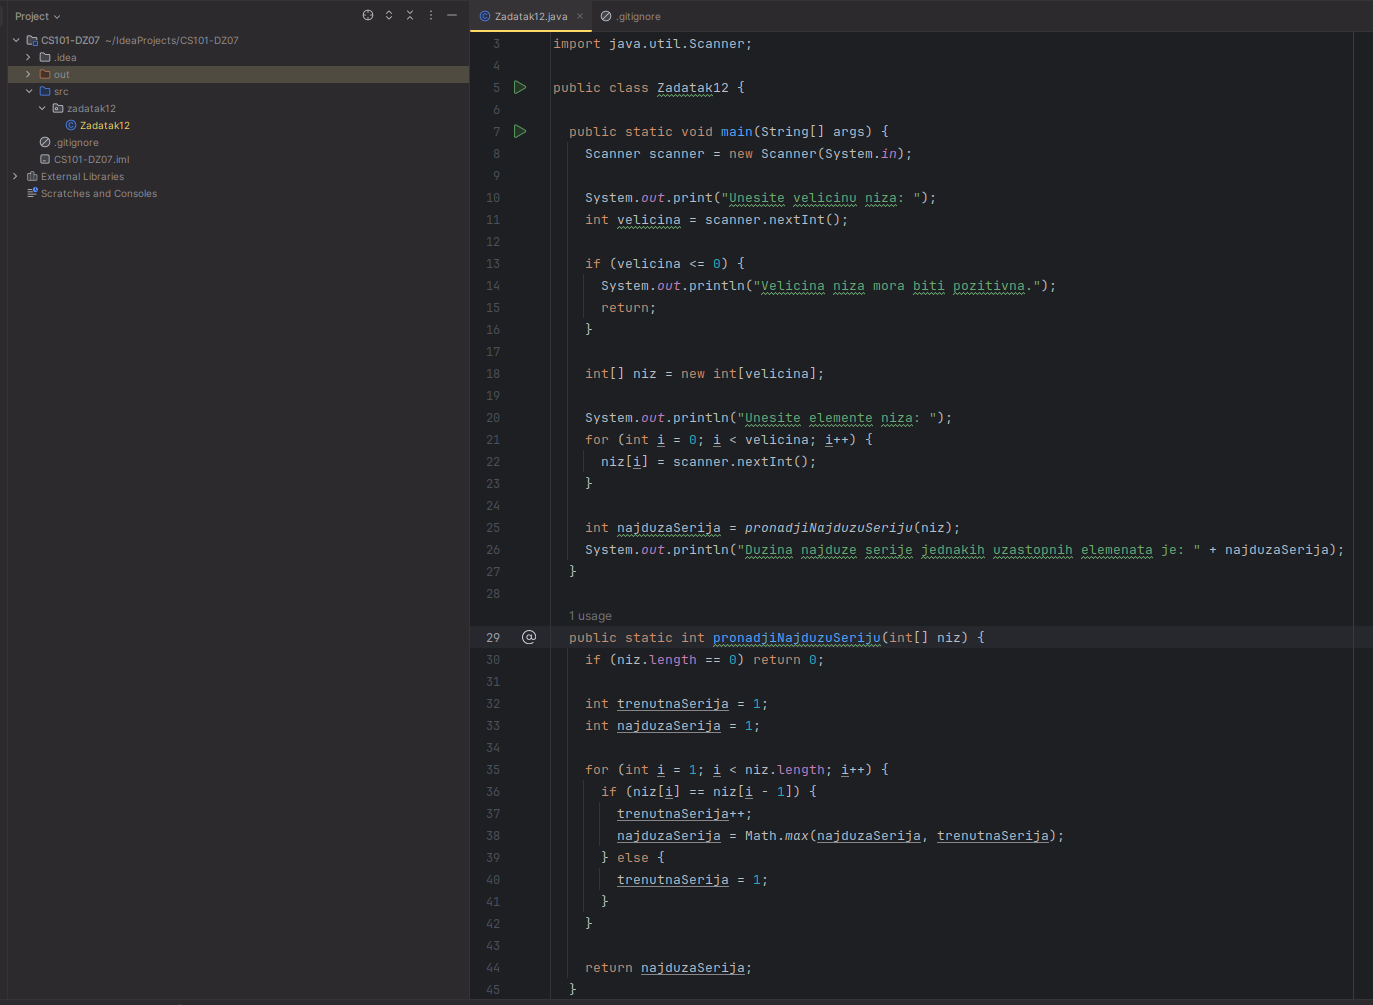 Project
CS101-DZ07 ~/IdeaProjects/CS101-DZ07
.idea
out
src
zadatak12
Zadatak12
.gitignore
CS101-DZ07.iml
External Libraries
Scratches and Consoles
Zadatak12.java
.gitignore
3 import java.util.Scanner;
4
5 public class Zadatak12 {
6
7 public static void main(String[] args) {
8 Scanner scanner = new Scanner(System.in);
9
10 System.out.print("Unesite velicinu niza: ");
11 int velicina = scanner.nextInt();
12
13 if (velicina <= 0) {
14 System.out.println("Velicina niza mora biti pozitivna.");
15 return;
16 }
17
18 int[] niz = new int[velicina];
19
20 System.out.println("Unesite elemente niza: ");
21 for (int i = 0; i < velicina; i++) {
22 niz[i] = scanner.nextInt();
23 }
24
25 int najduzaSerija = pronadjiNajduzuSeriju(niz);
26 System.out.println("Duzina najduze serije jednakih uzastopnih elemenata je: " + najduzaSerija);
27 }
28
1 usage
29 @ public static int pronadjiNajduzuSeriju(int[] niz) {
30 if (niz.length == 0) return 0;
31
32 int trenutnaSerija = 1;
33 int najduzaSerija = 1;
34
35 for (int i = 1; i < niz.length; i++) {
36 if (niz[i] == niz[i - 1]) {
37 trenutnaSerija++;
38 najduzaSerija = Math.max(najduzaSerija, trenutnaSerija);
39 } else {
40 trenutnaSerija = 1;
41 }
42 }
43
44 return najduzaSerija;
45 }